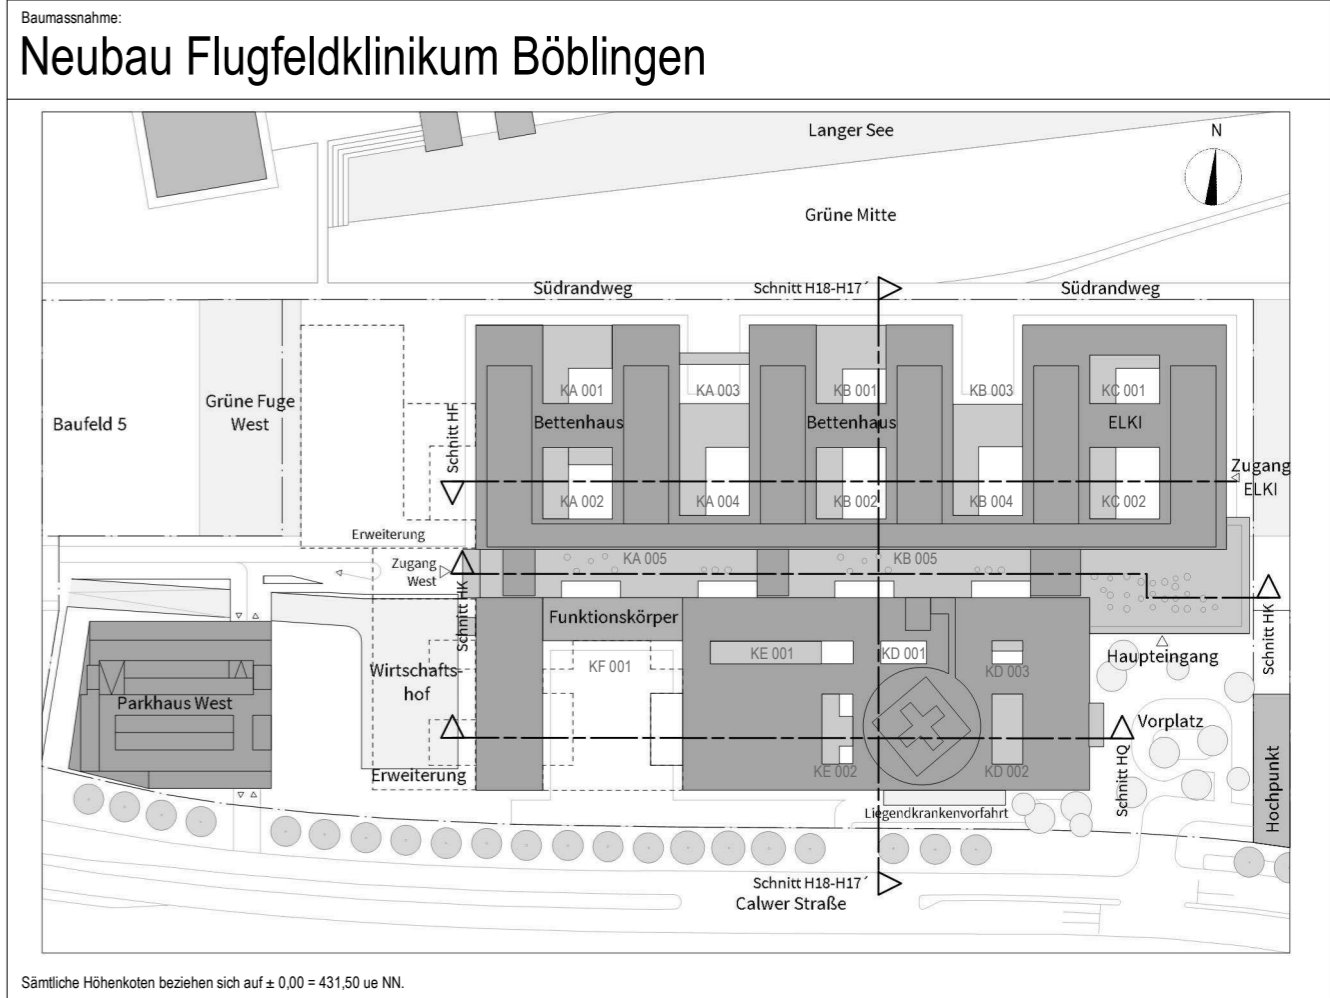 Baumassnahme:
Neubau Flugfeldklinikum Böblingen
Langer See
N
Grüne Mitte
Südrandweg
Schnitt H18-H17´
Südrandweg
Grüne Fuge
West
Baufeld 5
Schnitt HF
KA 001
KA 003
KB 001
KB 003
KC 001
Bettenhaus
Bettenhaus
ELKI
Zugang
ELKI
KA 002
KA 004
KB 002
KB 004
KC 002
Erweiterung
Zugang
West
KA 005
KB 005
Schnitt HK
Schnitt HK
Funktionskörper
KF 001
KE 001
KD 001
KD 003
Haupteingang
Wirtschafts-
hof
Parkhaus West
Vorplatz
Erweiterung
KE 002
KD 002
Schnitt HQ
Hochpunkt
Liegendkrankenvorfahrt
Schnitt H18-H17´
Calwer Straße
Sämtliche Höhenkoten beziehen sich auf ± 0,00 = 431,50 ue NN.